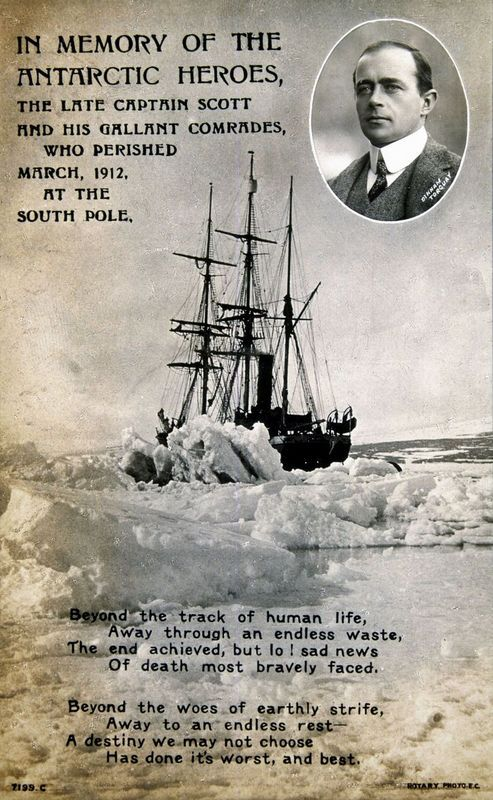 IN MEMORY OF THE
ANTARCTIC HEROES,
THE LATE CAPTAIN SCOTT
AND HIS GALLANT COMRADES,
WHO PERISHED
MARCH, 1912,
AT THE
SOUTH POLE.
DINHAM
TORQUAY
Beyond the track of human life,
Away through an endless waste,
The end achieved, but lo! sad news
Of death most bravely faced.
Beyond the woes of earthly strife,
Away to an endless rest—
A destiny we may not choose
Has done it's worst, and best.
7199.C
ROTARY PHOTO. E.C.